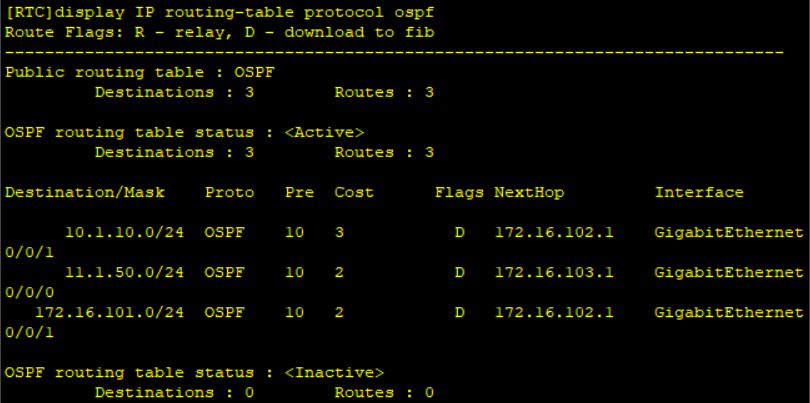 [RTC]display IP routing-table protocol ospf
Route Flags: R - relay, D - download to fib
------------------------------------------------------------------------------
Public routing table : OSPF
         Destinations : 3        Routes : 3

OSPF routing table status : <Active>
         Destinations : 3        Routes : 3

Destination/Mask    Proto   Pre  Cost      Flags NextHop         Interface

      10.1.10.0/24  OSPF    10   3           D   172.16.102.1    GigabitEthernet
0/0/1
      11.1.50.0/24  OSPF    10   2           D   172.16.103.1    GigabitEthernet
0/0/0
   172.16.101.0/24  OSPF    10   2           D   172.16.102.1    GigabitEthernet
0/0/1

OSPF routing table status : <Inactive>
         Destinations : 0        Routes : 0